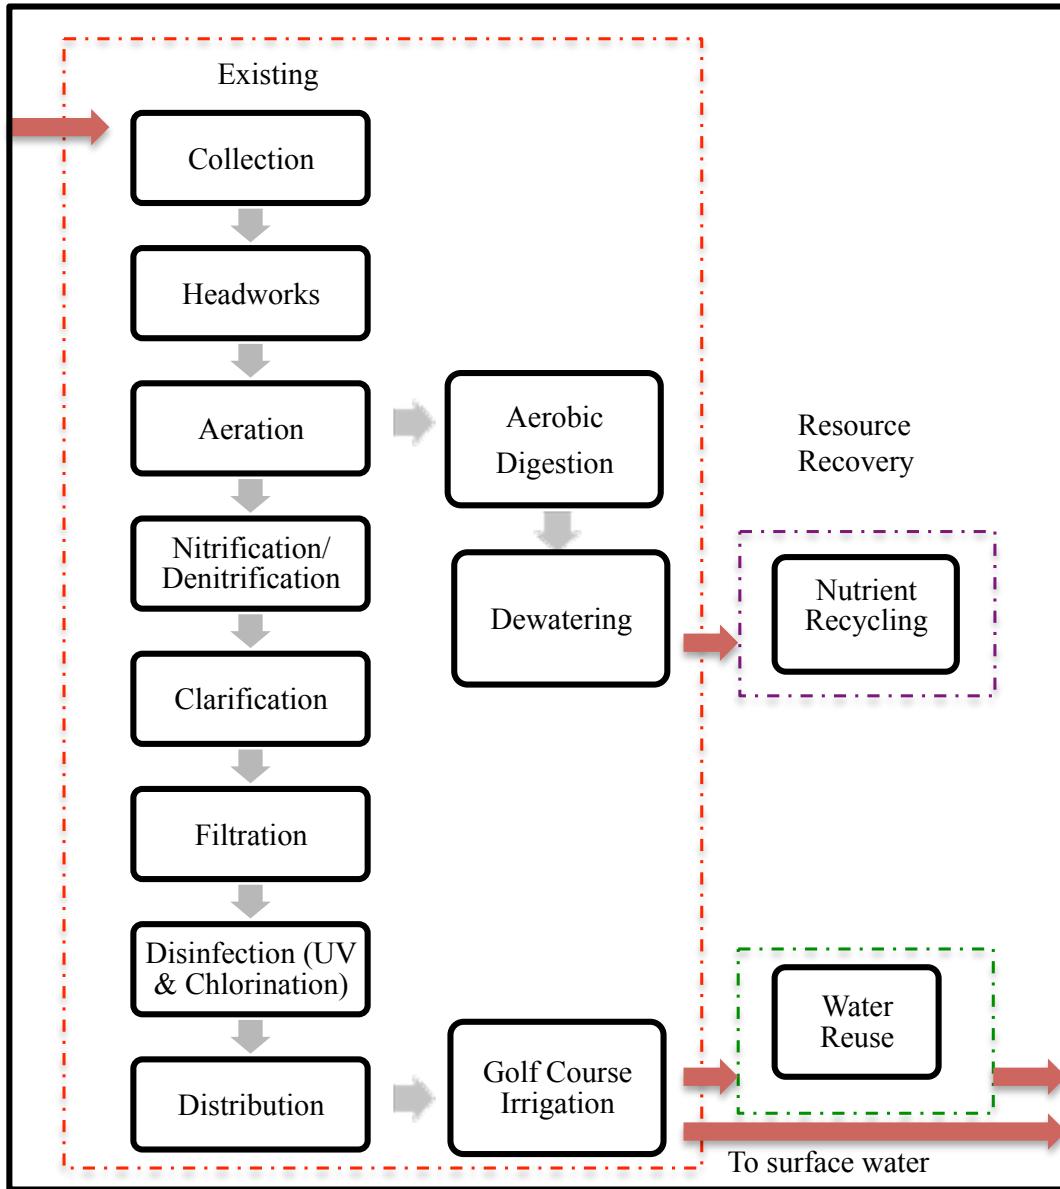 Existing
Collection
Headworks
Aeration
Aerobic
Digestion
Resource
Recovery
Nitrification/
Denitrification
Dewatering
Nutrient
Recycling
Clarification
Filtration
Disinfection (UV
& Chlorination)
Water
Reuse
Distribution
Golf Course
Irrigation
To surface water